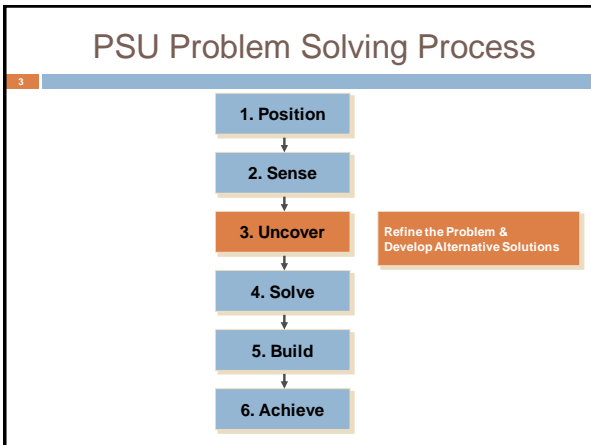 PSU Problem Solving Process
3
1. Position
2. Sense
3. Uncover
Refine the Problem &
Develop Alternative Solutions
4. Solve
5. Build
6. Achieve